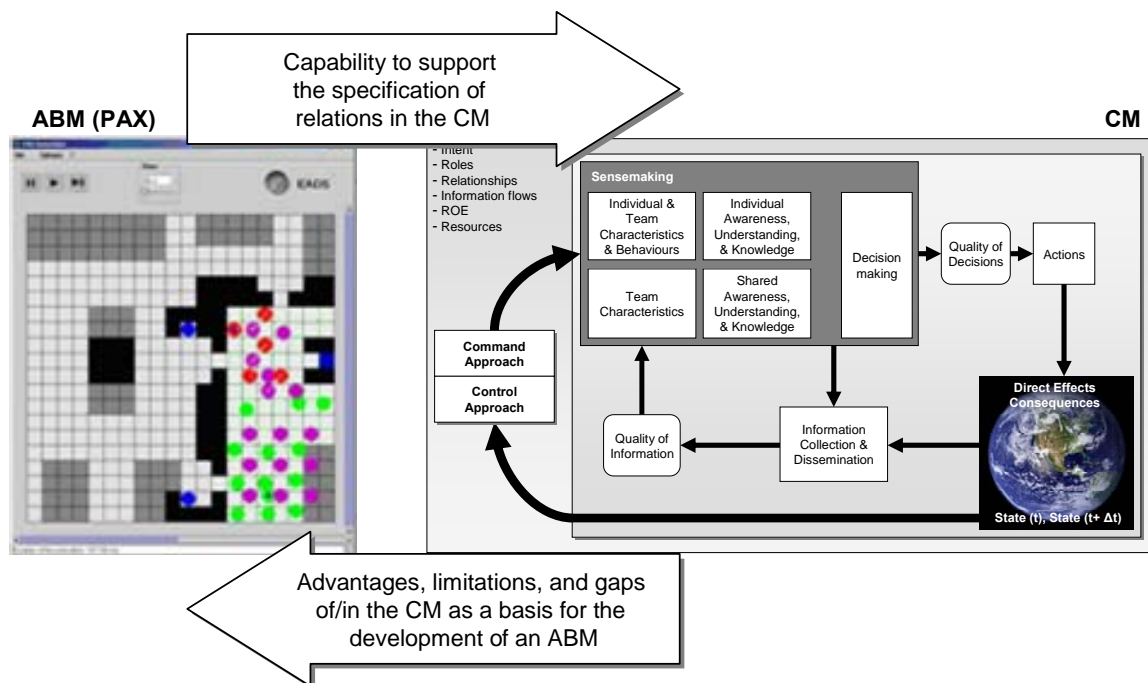 Capability to support
the specification of
relations in the CM
ABM (PAX)
CM
EADS
- Intent
- Roles
- Relationships
- Information flows
- ROE
- Resources
Sensemaking
Individual &
Team
Characteristics
& Behaviours
Individual
Awareness,
Understanding,
& Knowledge
Team
Characteristics
Shared
Awareness,
Understanding,
& Knowledge
Decision
making
Quality of
Decisions
Actions
Command
Approach
Control
Approach
Quality of
Information
Information
Collection &
Dissemination
Direct Effects
Consequences
State (t), State (t+ Δt)
Advantages, limitations, and gaps
of/in the CM as a basis for the
development of an ABM